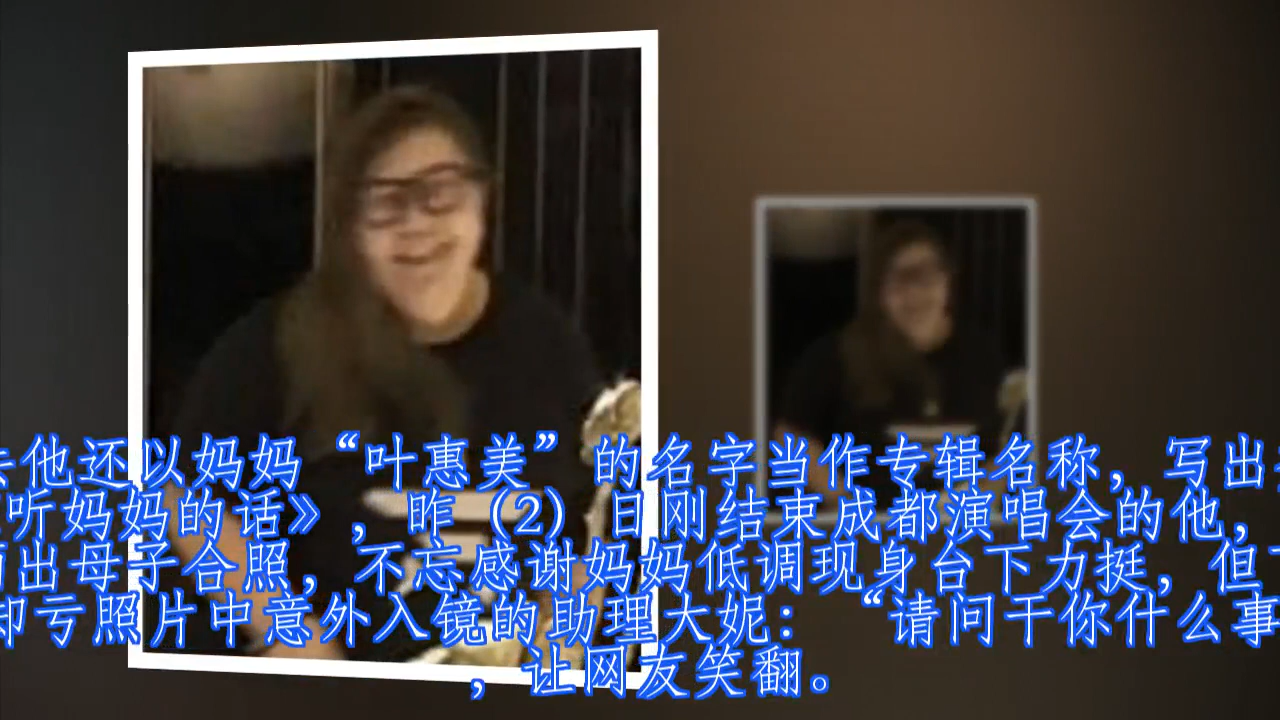 他还以妈妈“叶惠美”的名字当作专辑名称，写出
听妈妈的话》，昨（2）日刚结束成都演唱会的他，
出母子合照，不忘感谢妈妈低调现身台下力挺，但
却亏照片中意外入镜的助理大妮：“请问干你什么事
，让网友笑翻。